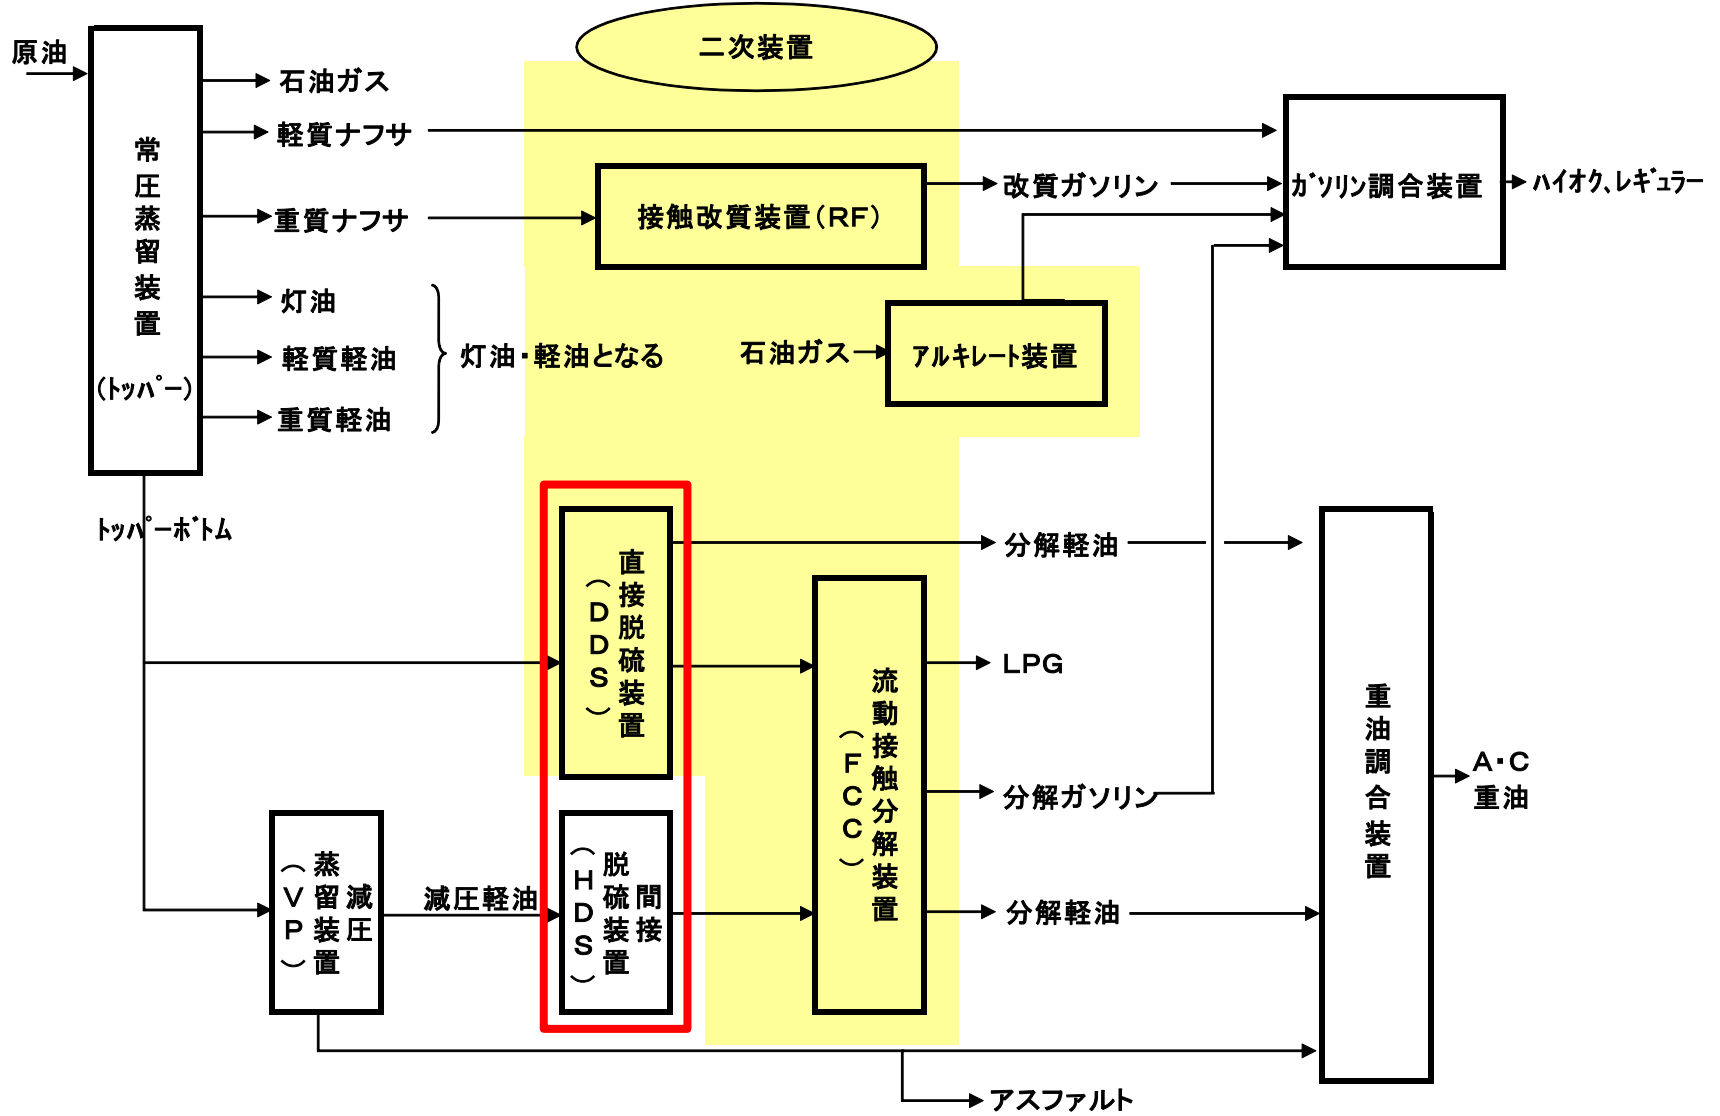 二次装置
原油
石油ガス
軽質ナフサ
重質ナフサ
灯油
軽質軽油
重質軽油
常圧蒸留装置
(ﾄｯﾊﾟｰ)
灯油・軽油となる
接触改質装置(RF)
改質ガソリン
ｶﾞｿﾘﾝ調合装置
ﾊｲｵｸ、ﾚｷﾞｭﾗｰ
石油ガス
ｱﾙｷﾚｰﾄ装置
ﾄｯﾊﾟｰﾎﾞﾄﾑ
直接脱硫装置
(DDS)
分解軽油
LPG
流動接触分解装置
(FCC)
分解ガソリン
分解軽油
重油調合装置
A・C
重油
減圧
蒸留装置
(VP)
減圧軽油
間接
脱硫装置
(HDS)
アスファルト